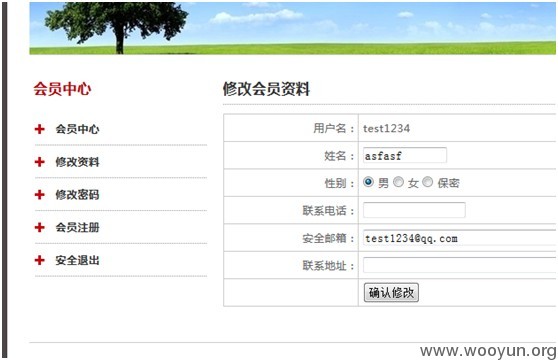 会员中心
修改会员资料
会员中心
修改资料
修改密码
会员注册
安全退出
用户名： test1234
姓名： asfasf
性别： 男 女 保密
联系电话：
安全邮箱： test1234@qq.com
联系地址：
确认修改
www.wooyun.org